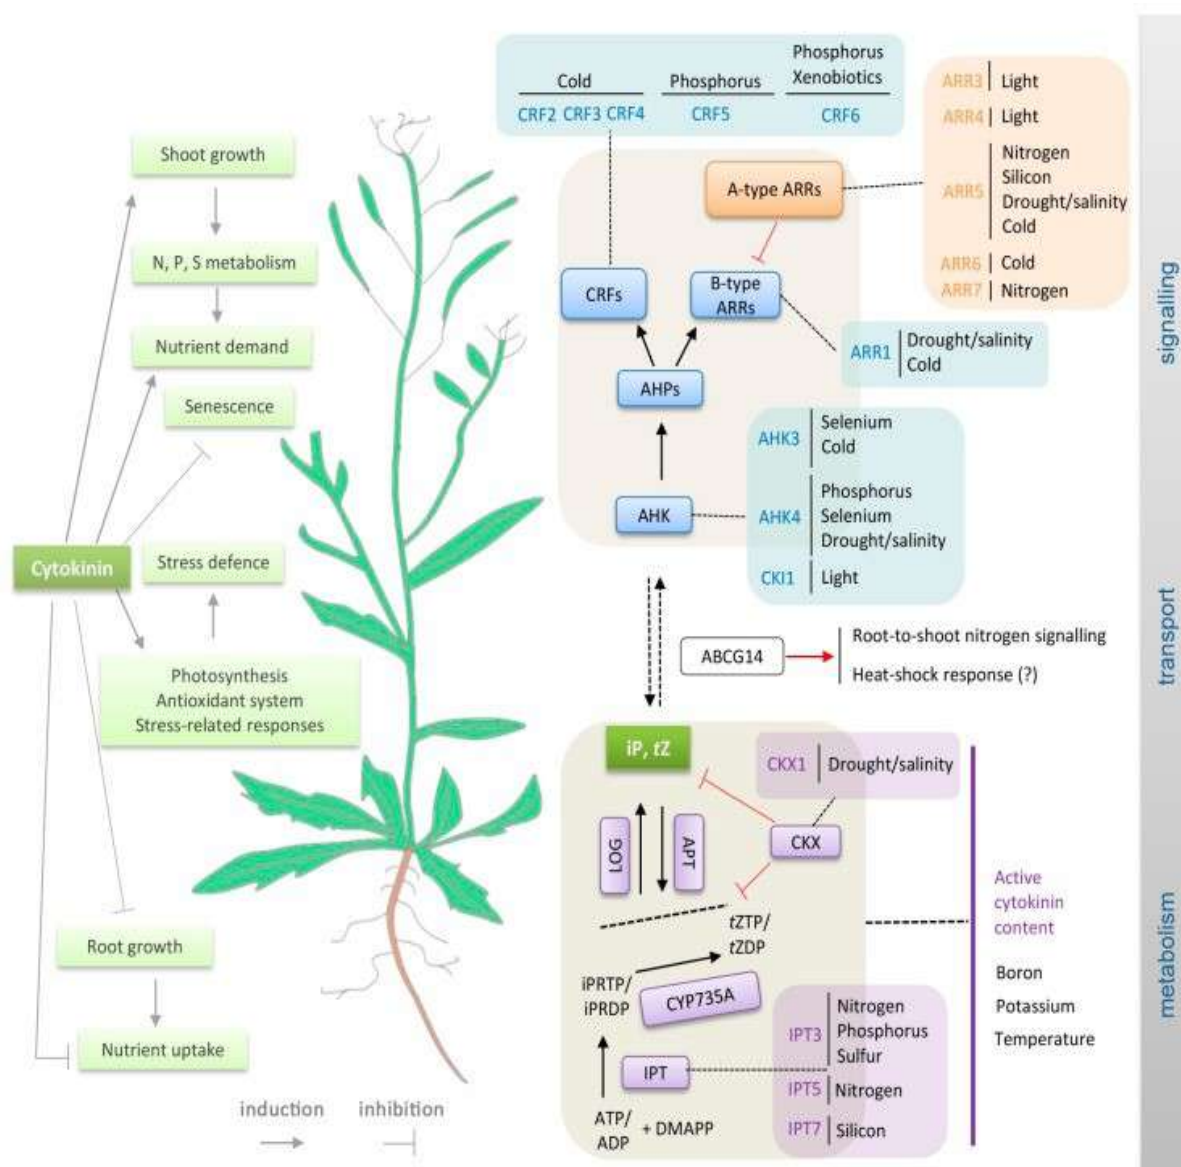 Shoot growth
N, P, S metabolism
Nutrient demand
Senescence
Cytokinin
Stress defence
Photosynthesis
Antioxidant system
Stress-related responses
Root growth
Nutrient uptake
induction
inhibition
Cold
CRF2 CRF3 CRF4
Phosphorus
CRF5
Phosphorus
Xenobiotics
CRF6
A-type ARRs
ARR3 Light
ARR4 Light
ARR5
Nitrogen
Silicon
Drought/salinity
Cold
ARR6 Cold
ARR7 Nitrogen
CRFs
B-type
ARRs
ARR1
Drought/salinity
Cold
AHPs
AHK
AHK3
Selenium
Cold
AHK4
Phosphorus
Selenium
Drought/salinity
CKI1 Light
ABCG14
Root-to-shoot nitrogen signalling
Heat-shock response (?)
iP, tZ
CKX1 Drought/salinity
LOG
APT
CKX
tZTP/
tZDP
iPRTP/
iPRDP
CYP735A
IPT
ATP/
ADP
+ DMAPP
IPT3
Nitrogen
Phosphorus
Sulfur
IPT5 Nitrogen
IPT7 Silicon
Active
cytokinin
content
Boron
Potassium
Temperature
signalling
transport
metabolism